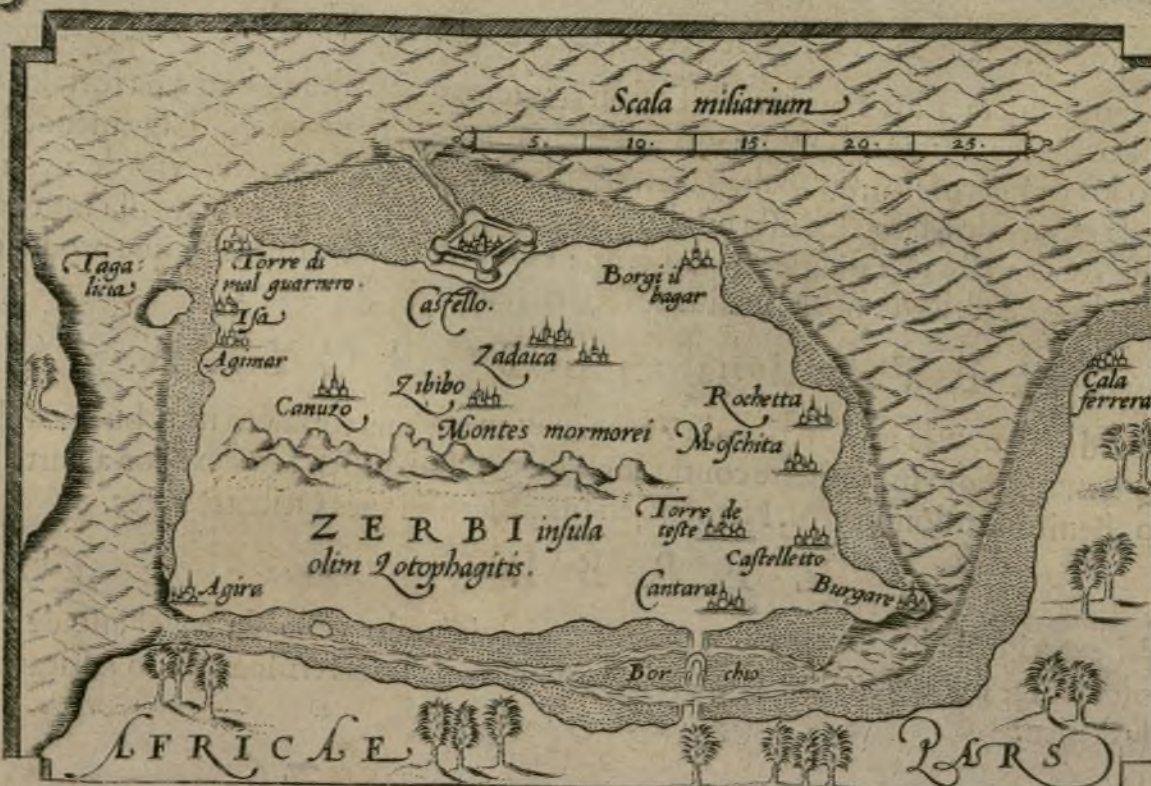 Scala miliarium
5. 10. 15. 20. 25.
Taga:
licia
Torre di
mal guarnero.
Isa
Agimar
Castello.
Borgi il
bagar
Zadaica
Zibibo
Canuzo
Rochetta
Cala
ferrera
Montes mormorei
Moschita
ZERBI insula
olim Lotophagitis.
Torre de
teste
Castelletto
Agira
Cantara
Burgare
Bor chio
AFRICAE PARS